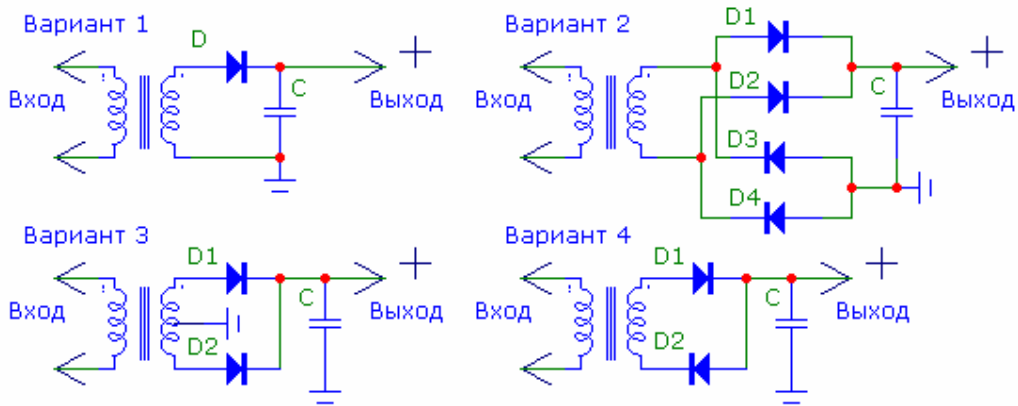 Вариант 1
D
+
Вход
C
Выход
Вариант 2
D1
+
Вход
D2
C
Выход
D3
D4
Вариант 3
D1
+
Вход
C
Выход
D2
Вариант 4
D1
+
Вход
C
Выход
D2